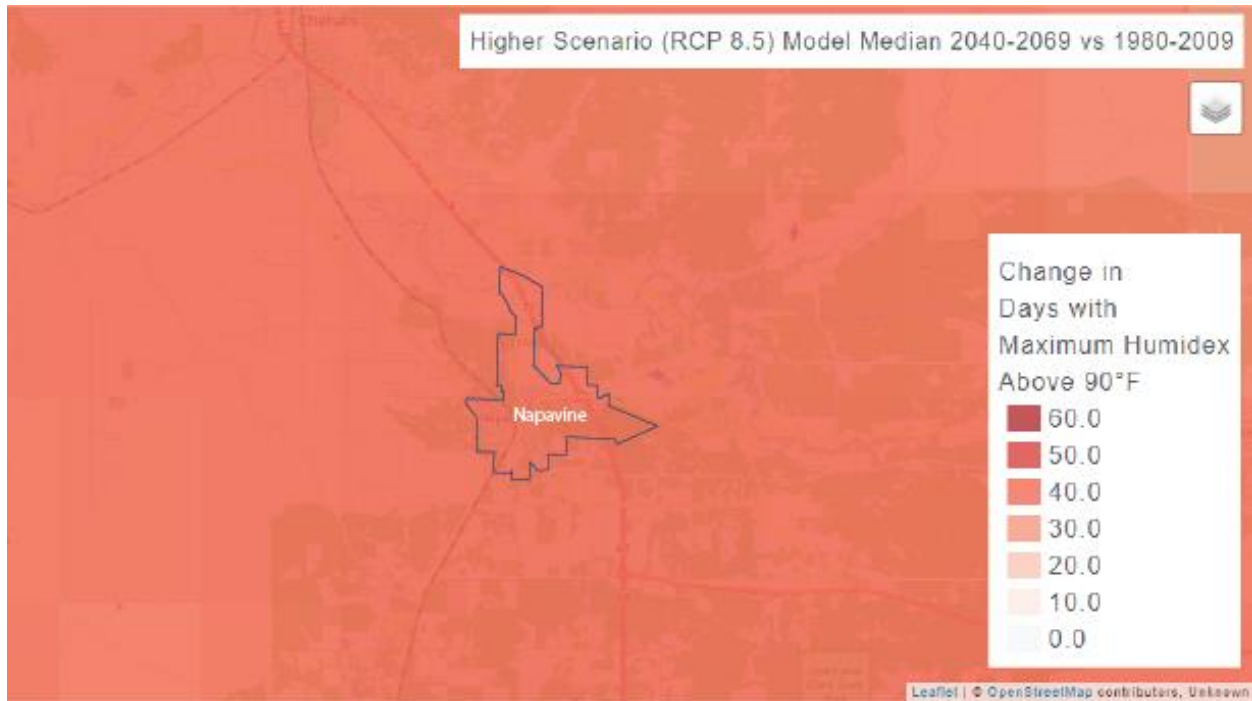 Higher Scenario (RCP 8.5) Model Median 2040-2069 vs 1980-2009
Change in
Days with
Maximum Humidex
Above 90°F
60.0
50.0
40.0
30.0
20.0
10.0
0.0
Napavine
Leaflet | © OpenStreetMap contributors, Unknown